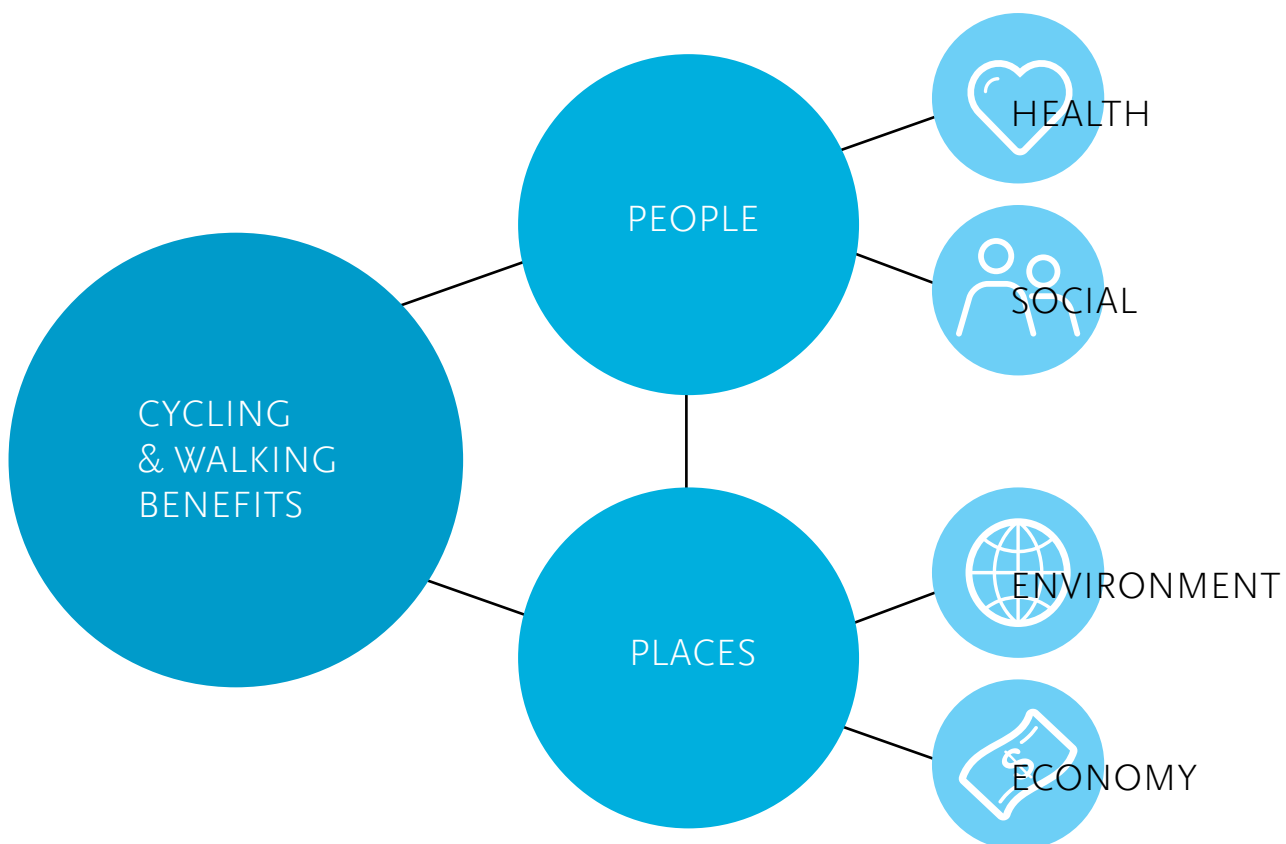 HEALTH
PEOPLE
SOCIAL
CYCLING
& WALKING
BENEFITS
ENVIRONMENT
PLACES
$
ECONOMY